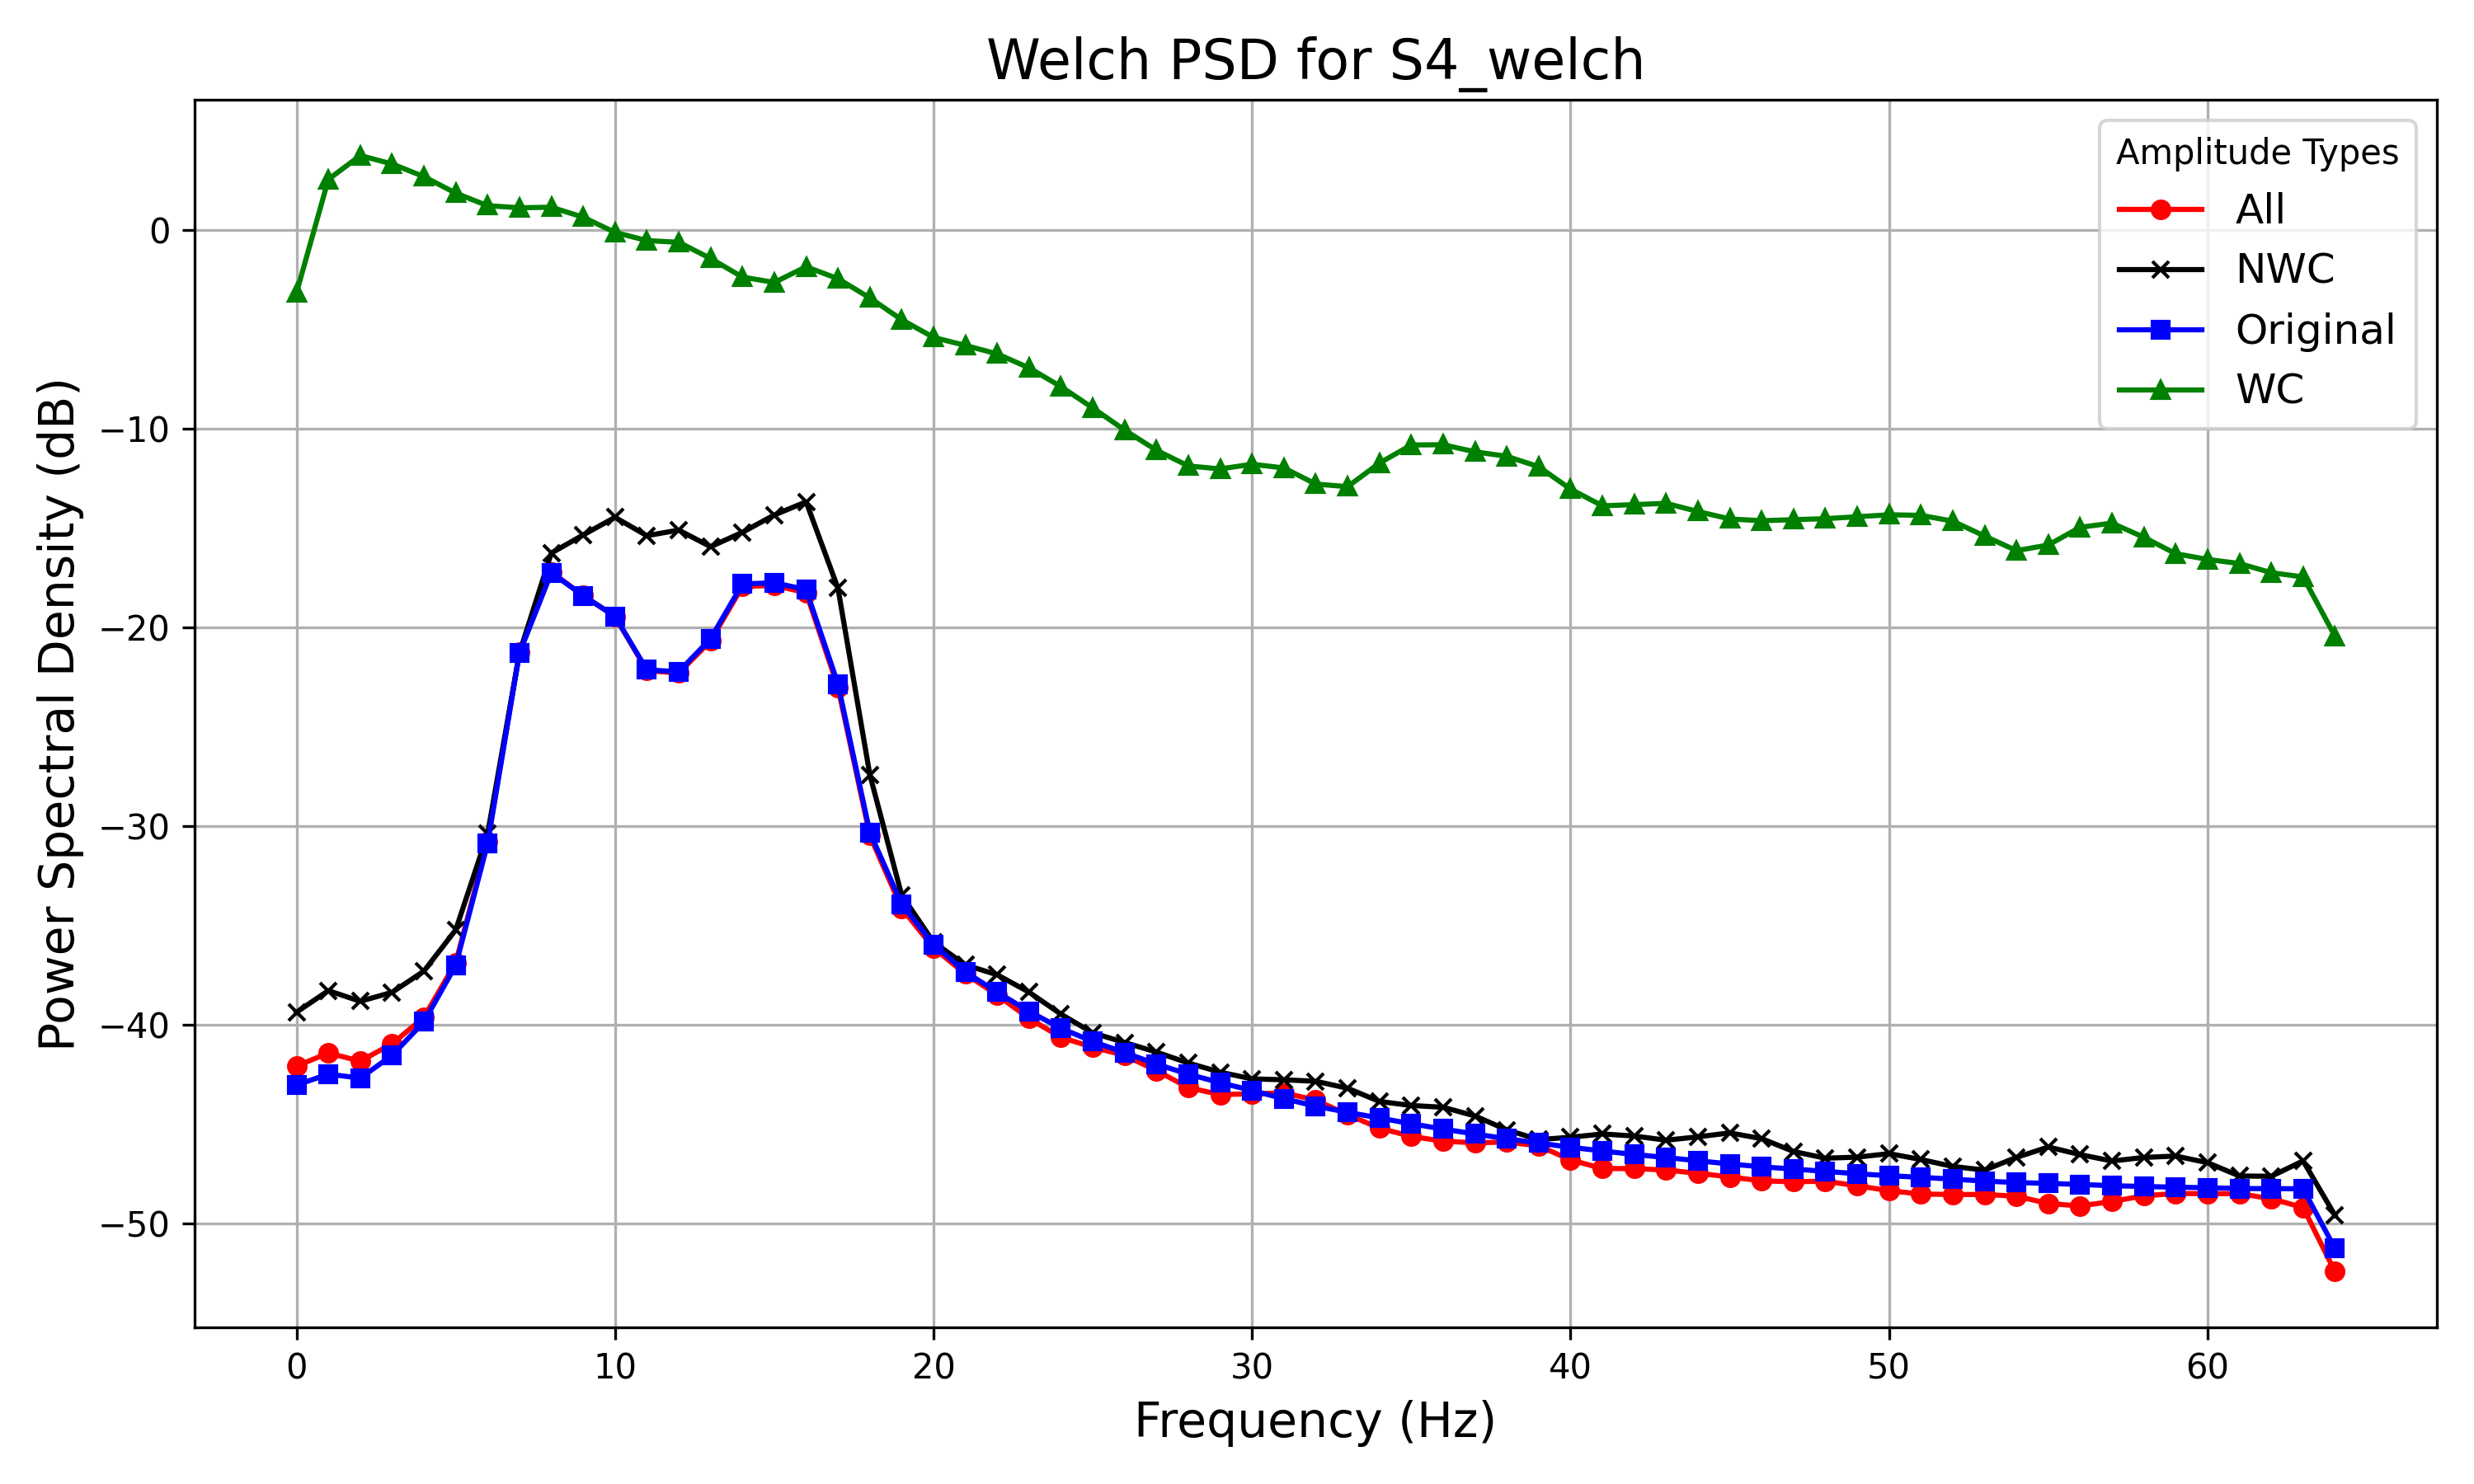 Welch PSD for S4_welch
Amplitude Types
All
NWC
Original
WC
Power Spectral Density (dB)
0
−10
−20
−30
−40
−50
0 10 20 30 40 50 60
Frequency (Hz)